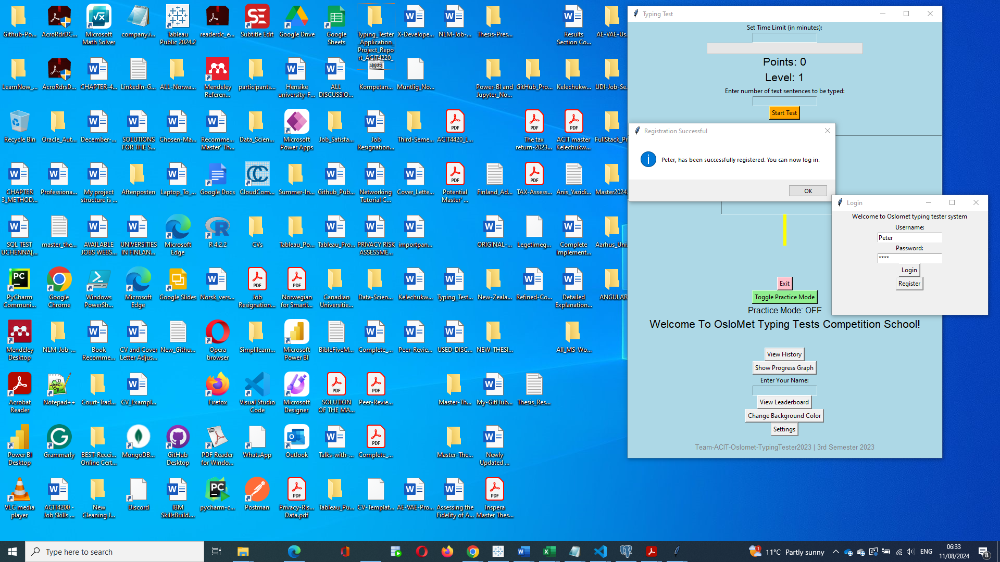 Github-Po...
AcroRdrDC...
Microsoft
Math Solver
company.i...
Tableau
Public 2024.2
readerdc_e...
Subtitle Edit
Google Drive
Google
Sheets
Typing_Tester
_Application_
Project_Repo
rt_ACIT4220_
2023
X-Develope...
NLM-Job-...
Thesis-Pres...
Results
Section Co...
AE-VAE-Us...
LearnNow_...
AcroRdrsD...
CHAPTER-4...
LinkedIn-G...
ALL-Norwa...
Mendeley
Referen...
participants...
Hensike
university-F...
ALL
DISCUSSIO...
Kompetan...
Muntlig_No...
Power-BI and
Jupyter_No...
GitHub_Pro...
Kelechukw...
UDI-Job-Se...
Recycle Bin
Oracle_Aut...
December-...
SOLUTIONS
FOR THE S...
Chosen-Ma...
Recomme...
Master' Th...
Data_Scien...
Microsoft
Power Apps
Job_Satisfa...
Job
Resignation...
Third-Seme...
ACIT4420_L...
The tax
return-2023...
ACIT master
Kelechukw...
FullStack_Pr
CHAPTER
3_METHOD...
Professiona...
My project
structure is ...
Aftenposten
Laptop_To_...
Google Docs
CloudCom...
Summer-In...
Github_Pub...
Networking
Tutorial C...
Cover_Lette...
Potential
Master' ...
Finland_Ad...
TAX-Assess...
Anis_Yazidi...
Master2024...
SQL TEST
UCHENNA[...
master_the...
AVAILABLE
JOBS WEBS...
UNIVERSITIES
IN FINLAN...
Microsoft
Edge
R 4.2.2
CVs
Tableau_Po...
Tableau_Pro...
PRIVACY RISK
ASSESSME...
importpan...
ORIGINAL-...
Legetimeg...
Complete
Implement...
Aarhus_Uni...
PyCharm
Communi...
Google
Chrome
Windows
PowerSh...
Microsoft
Edge
Google Slides
Norsk_vers...
Job
Resignation...
Norwegian
for Smarti...
Canadian
Universitie...
Data-Scien...
Kelechukw...
Typing_Test...
New-Zeala...
Refined-Co...
Detailed
Explanation...
ANGULAR
Mendeley
Desktop
NLM-Job-...
Book
Recomme...
CV and Cover
Letter Adjus...
New_Githu...
Opera
browser
Simplilearn...
Microsoft
Power BI
BibleFiveM...
Complete_...
Peer-Revie...
USED-DISC...
NEW-THESI...
All_MS-Wo...
Acrobat
Reader
Notepad++
Court-Trad...
CV_Exampl...
Firefox
Visual Studio
Code
Microsoft
Designer
SOLUTION
OF THE MA...
Peer-Revie...
Master-Th...
My-GitHub...
Thesis_Res...
Power BI
Desktop
Grammarly
BEST-Recei...
Online Cert...
MongoDB...
GitHub
Desktop
PDF Reader
for Windo...
WhatsApp
Outlook
Talks-with-...
Complete_...
Master-The...
Newly
Updated ...
VLC media
player
ACIT4200 -
Job Skills ...
New
Cleaning J...
Discord
IBM
SkillsBuild....
pycharm-c...
Postman
Privacy-Ris...
Data.pdf
Tableau_Pu...
CV-Templat...
AE-VAE-Pro...
Assessing the
Fidelity of A...
Inspera
Master Thes...
Typing Test
Set Time Limit (in minutes):
Points: 0
Level: 1
Enter number of text sentences to be typed:
Start Test
Registration Successful
Peter, has been successfully registered. You can now log in.
OK
Login
Welcome to Oslomet typing tester system
Username:
Peter
Password:
****
Login
Register
Exit
Toggle Practice Mode
Practice Mode: OFF
Welcome To OsloMet Typing Tests Competition School!
View History
Show Progress Graph
Enter Your Name:
View Leaderboard
Change Background Color
Settings
Team-ACIT-Oslomet-TypingTester2023 | 3rd Semester 2023
Type here to search
11°C Partly sunny
ENG
06:33
11/08/2024
8